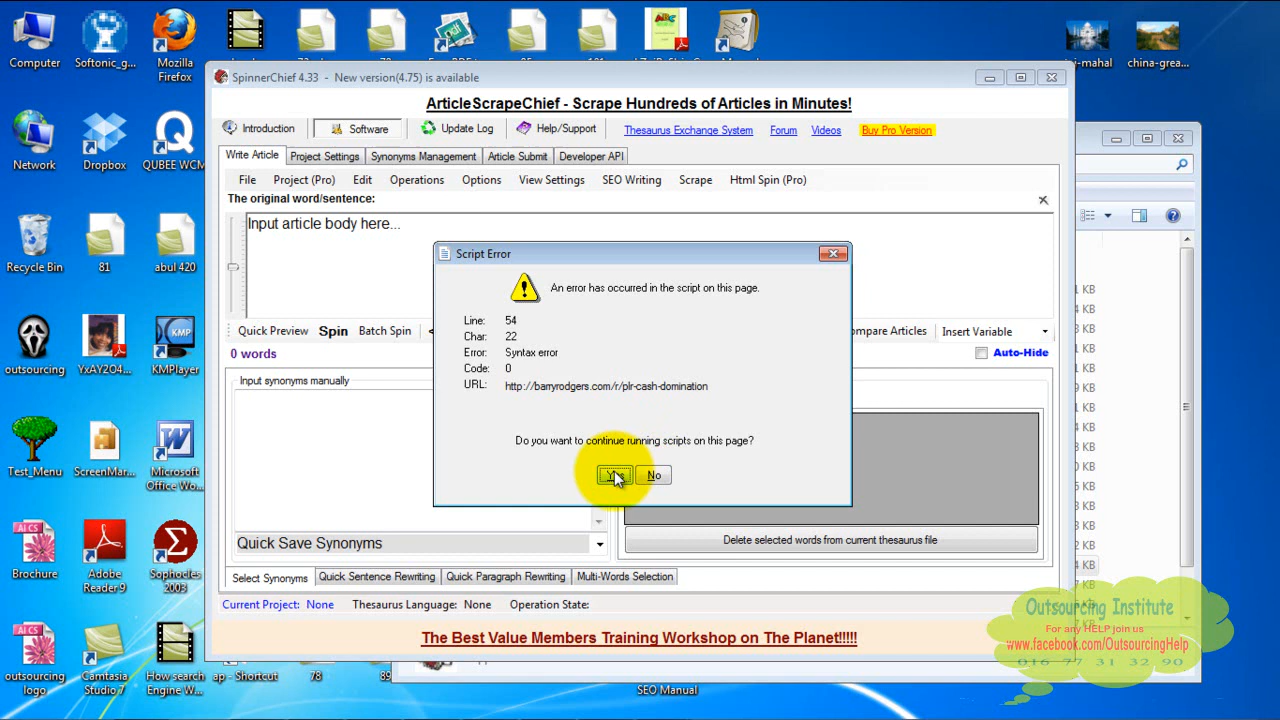 Computer
Softonic_g...
Mozilla
Firefox
china-grea...
SpinnerChief 4.33 - New version(4.75) is available
ArticleScrapeChief - Scrape Hundreds of Articles in Minutes!
Introduction
Software
Update Log
Help/Support
Thesaurus Exchange System
Forum
Videos
Buy Pro Version
Write Article
Project Settings
Synonyms Management
Article Submit
Developer API
File
Project (Pro)
Edit
Operations
Options
View Settings
SEO Writing
Scrape
Html Spin (Pro)
The original word/sentence:
Input article body here...
Network
Dropbox
QUBEE WCM
Recycle Bin
81
abul 420
Script Error
An error has occurred in the script on this page.
Line: 54
Char: 22
Error: Syntax error
Code: 0
URL: http://barryrodgers.com/r/plr-cash-domination
Do you want to continue running scripts on this page?
Yes
No
Quick Preview
Spin
Batch Spin
ompare Articles
Insert Variable
0 words
Auto-Hide
outsourcing
YxAY2O4...
KMPlayer
KMP
Input synonyms manually
Test_Menu
ScreenMar...
Microsoft
Office Wo...
Quick Save Synonyms
Delete selected words from current thesaurus file
Select Synonyms
Quick Sentence Rewriting
Quick Paragraph Rewriting
Multi-Words Selection
Brochure
Adobe
Reader 9
Sophocles
2003
Current Project: None
Thesaurus Language: None
Operation State:
The Best Value Members Training Workshop on The Planet!!!!!
outsourcing
logo
Camtasia
Studio 7
How search
Engine W...
ap - Shortcut
78
SEO Manual
Outsourcing Institute
For any HELP join us
www.facebook.com/OutsourcingHelp
016 77 31 32 90